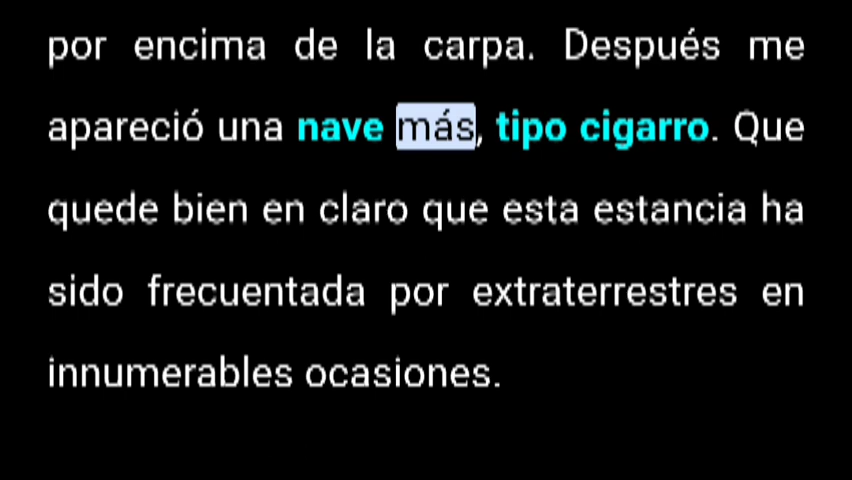 por encima de la carpa. Después me
apareció una nave más, tipo cigarro. Que
quede bien en claro que esta estancia ha
sido frecuentada por extraterrestres en
innumerables ocasiones.